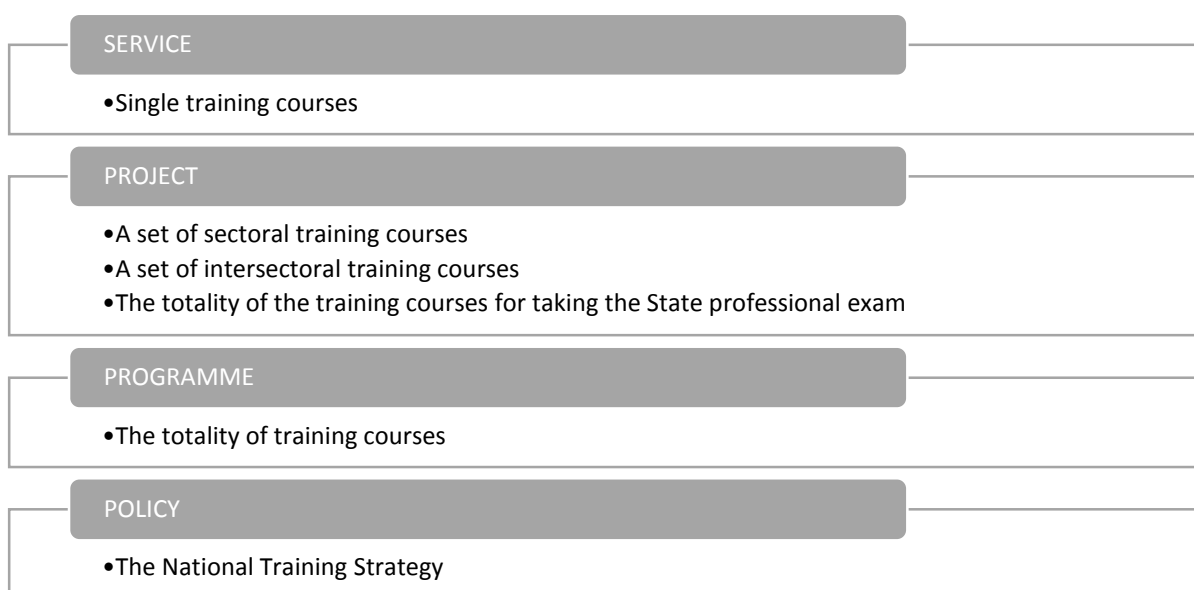 SERVICE
•Single training courses
PROJECT
•A set of sectoral training courses
•A set of intersectoral training courses
•The totality of the training courses for taking the State professional exam
PROGRAMME
•The totality of training courses
POLICY
•The National Training Strategy